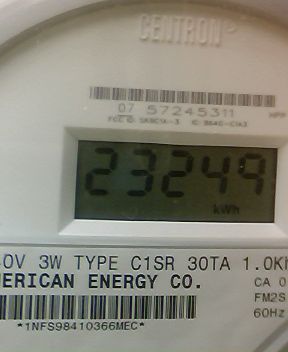 CENTRON
07 57245311
23249
kWh
0V 3W TYPE C1SR 30TA 1.0K
ERICAN ENERGY CO.
CA 0
FM2S
60Hz
*1NFS98410366MEC*